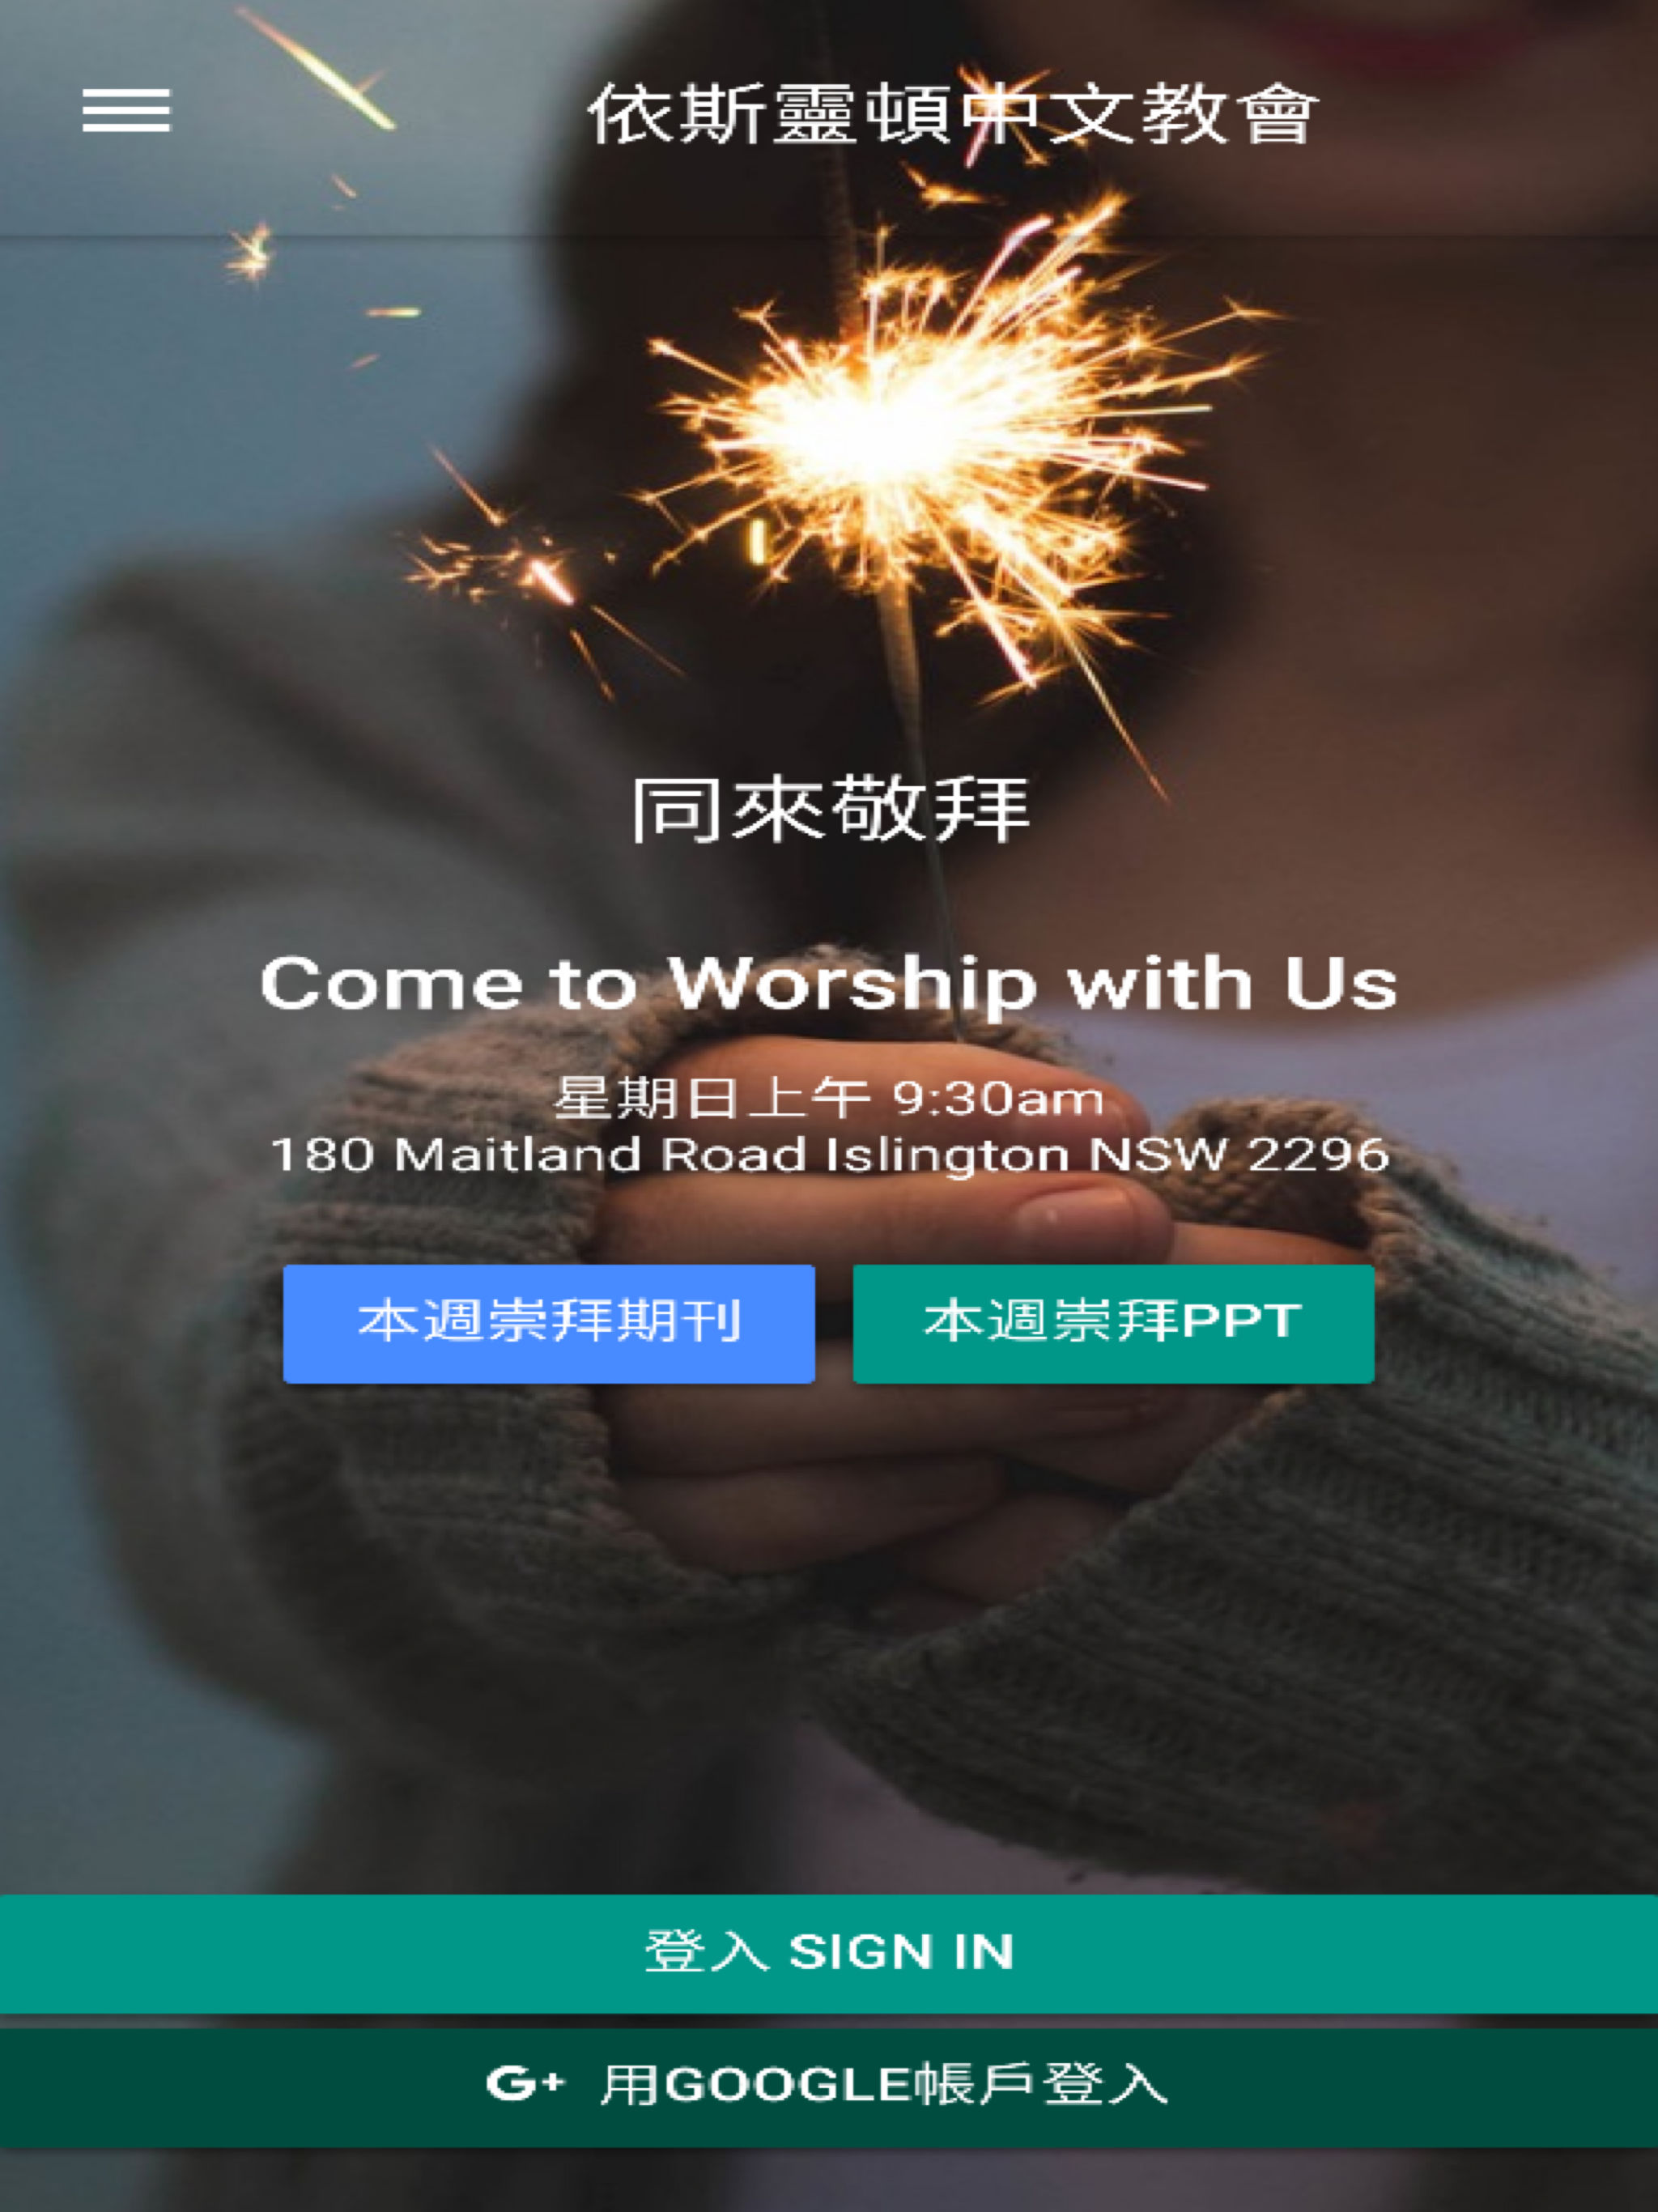 依斯靈頓中文教會
同來敬拜
Come to Worship with Us
星期日上午 9:30am
180 Maitland Road Islington NSW 2296
本週崇拜期刊
本週崇拜PPT
登入 SIGN IN
G+ 用GOOGLE帳戶登入